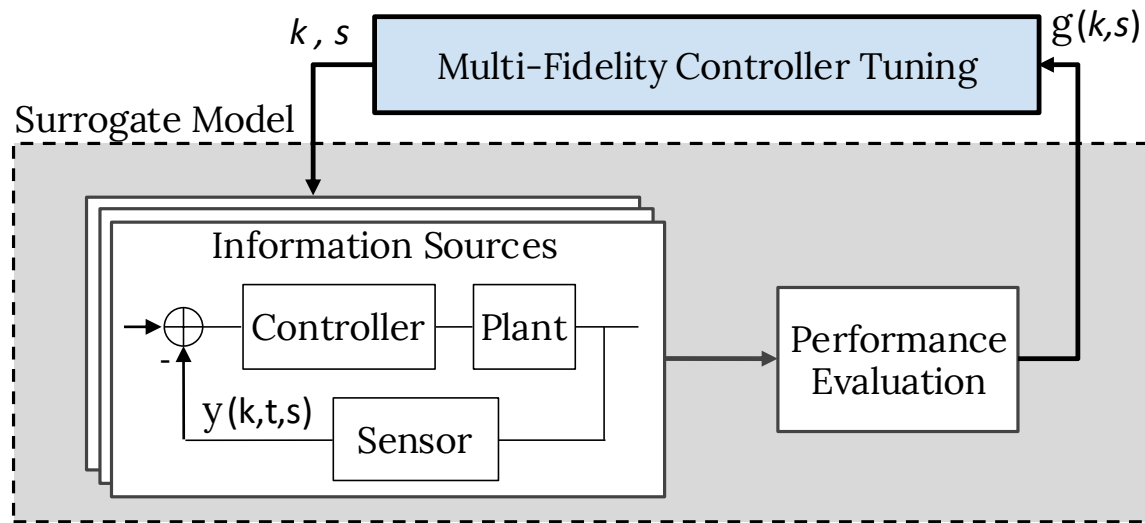 k , s
Multi-Fidelity Controller Tuning
g(k,s)
Surrogate Model
Information Sources
Controller
Plant
-
y(k,t,s)
Sensor
Performance
Evaluation